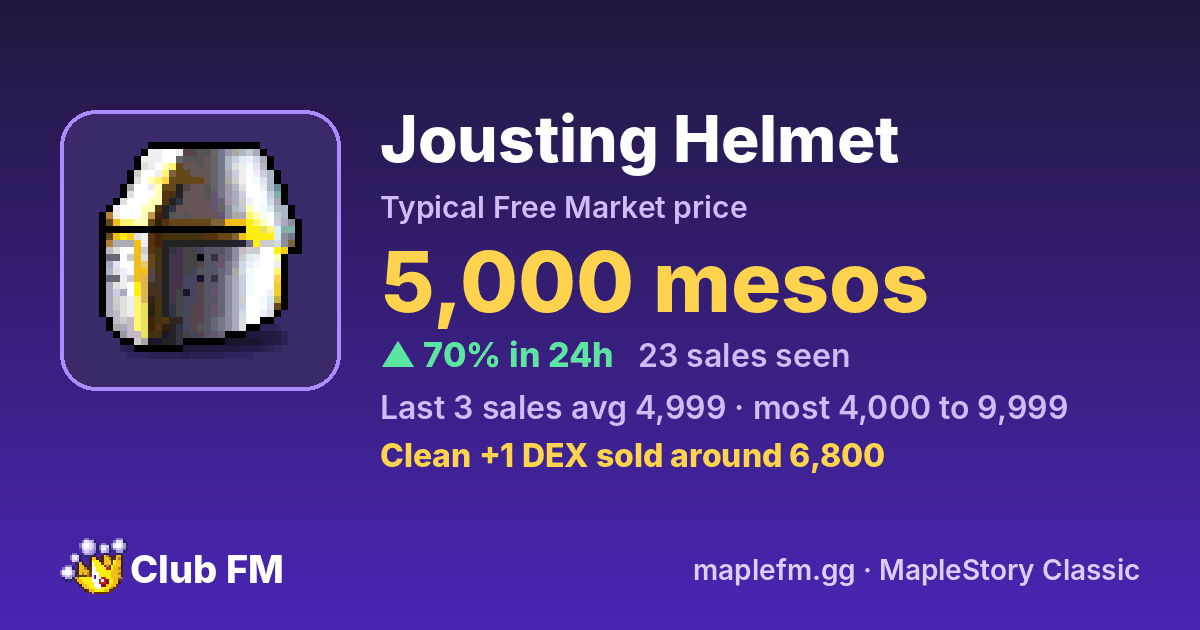 Jousting Helmet
Typical Free Market price
5,000 mesos
▲ 70% in 24h 23 sales seen
Last 3 sales avg 4,999 · most 4,000 to 9,999
Clean +1 DEX sold around 6,800
Club FM
maplefm.gg · MapleStory Classic